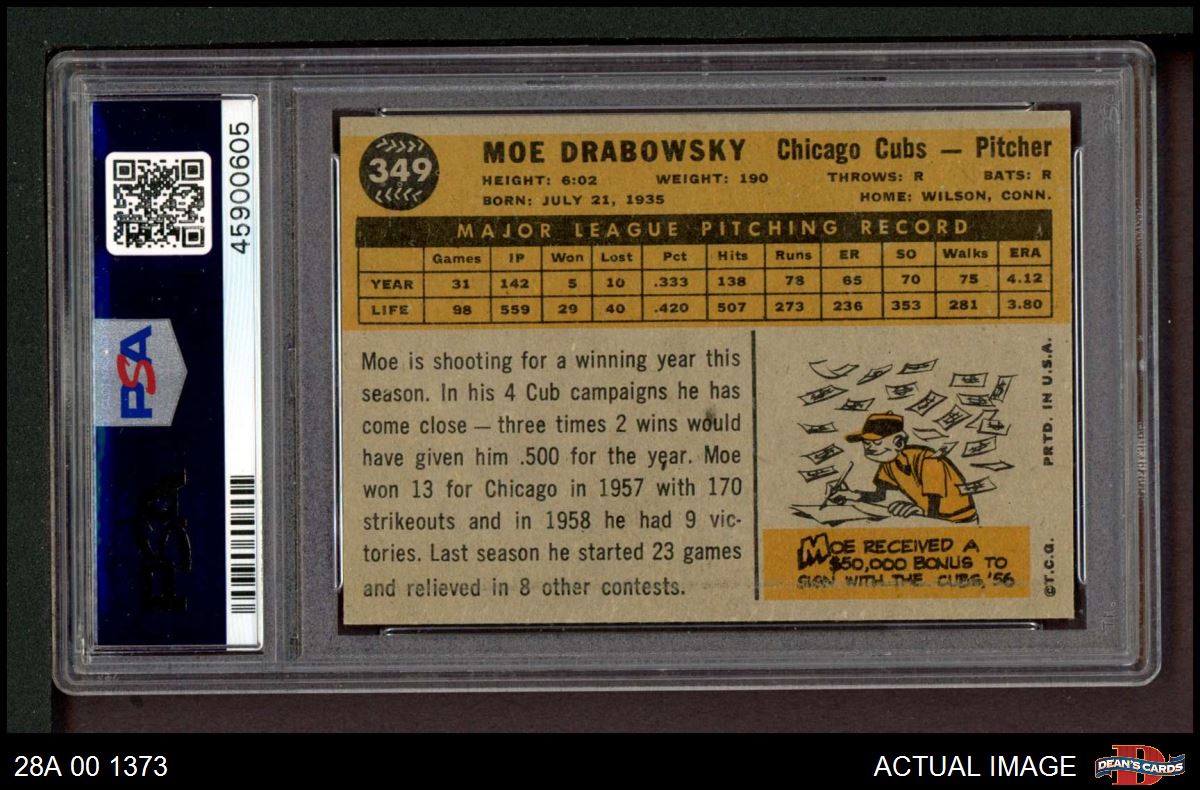 45900605
PSA
PSA
349
MOE DRABOWSKY Chicago Cubs — Pitcher
HEIGHT: 6:02 WEIGHT: 190 THROWS: R BATS: R
BORN: JULY 21, 1935 HOME: WILSON, CONN.
MAJOR LEAGUE PITCHING RECORD
Games IP Won Lost Pct Hits Runs ER SO Walks ERA
YEAR 31 142 5 10 .333 138 78 65 70 75 4.12
LIFE 98 559 29 40 .420 507 273 236 353 281 3.80
Moe is shooting for a winning year this
season. In his 4 Cub campaigns he has
come close — three times 2 wins would
have given him .500 for the year. Moe
won 13 for Chicago in 1957 with 170
strikeouts and in 1958 he had 9 vic-
tories. Last season he started 23 games
and relieved in 8 other contests.
MOE RECEIVED A
$50,000 BONUS TO
SIGN WITH THE CUBS, '56
©T.C.G. PRTD. IN U.S.A.
28A 00 1373
ACTUAL IMAGE
DEAN'S CARDS